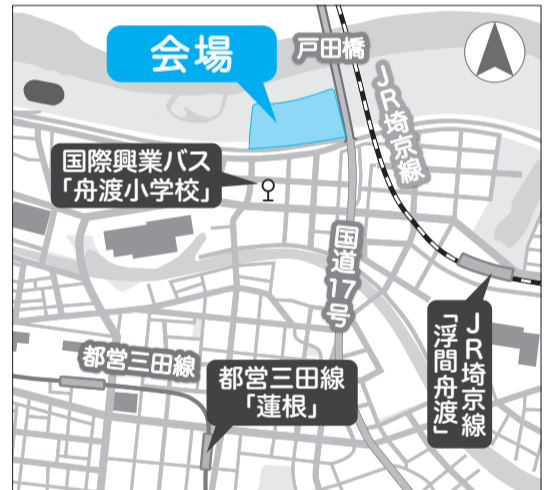 会場
戸田橋
JR埼京線
国際興業バス
「舟渡小学校」
国道17号
都営三田線
都営三田線
「蓮根」
JR埼京線
「浮間舟渡」